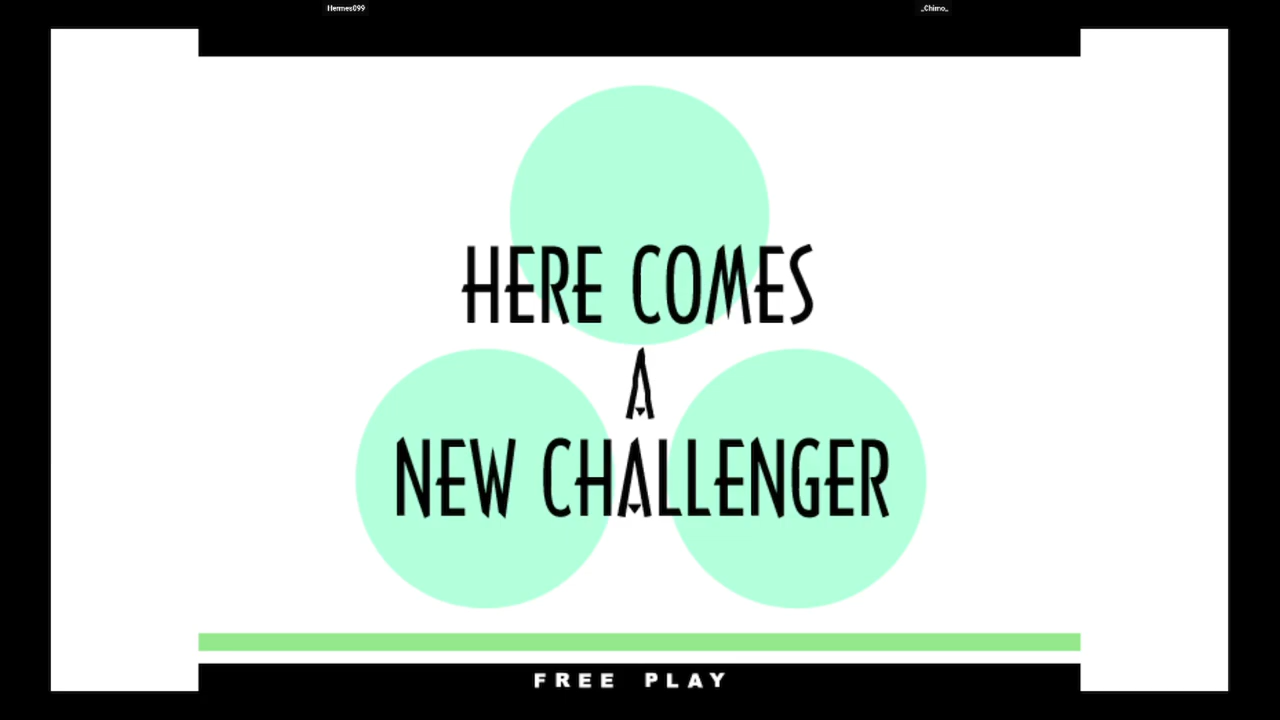 Hermes099
_Chimo_
HERE COMES
A
NEW CHALLENGER
FREE PLAY